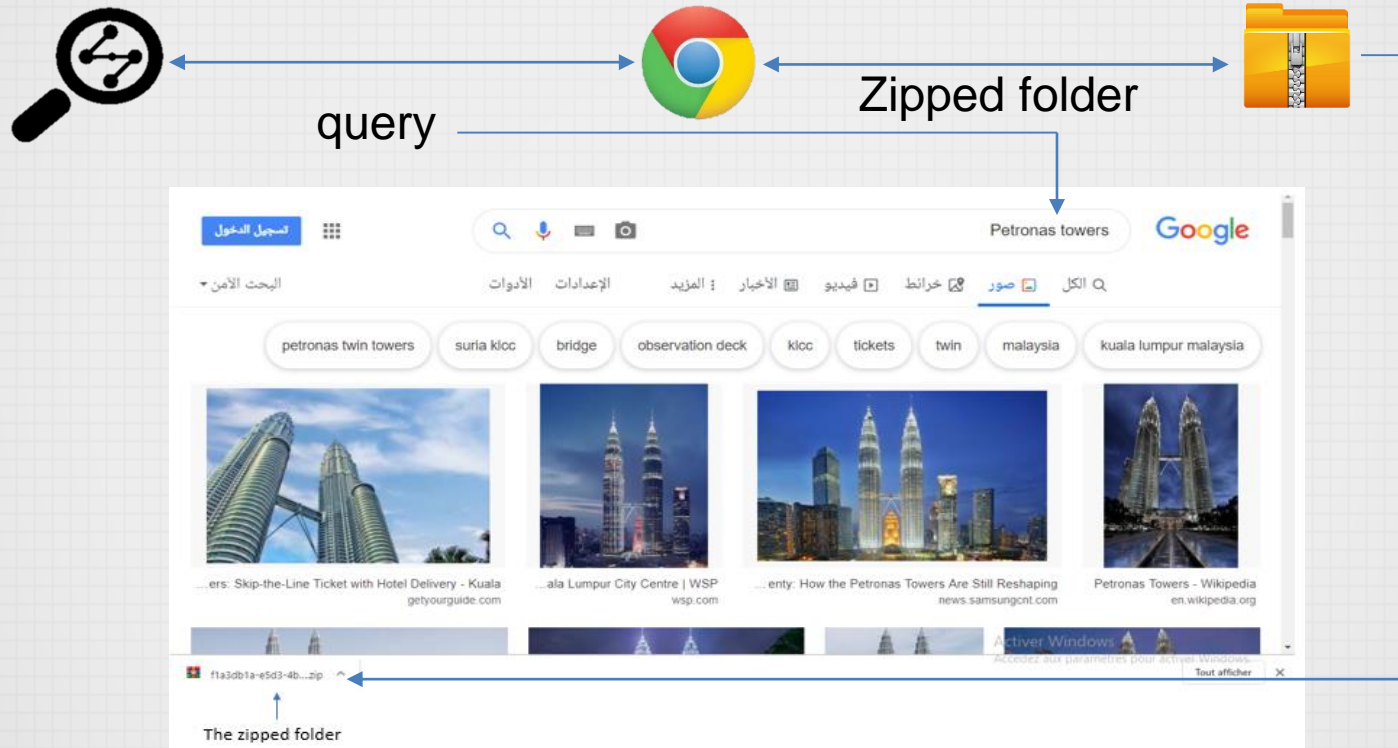 Zipped folder
query
تسجيل الدخول
Petronas towers
Google
الكل
صور
خرائط
فيديو
الأخبار
المزيد
الإعدادات
الأدوات
البحث الآمن
petronas twin towers
suria klcc
bridge
observation deck
klcc
tickets
twin
malaysia
kuala lumpur malaysia
...ers: Skip-the-Line Ticket with Hotel Delivery - Kuala
getyourguide.com
...ala Lumpur City Centre | WSP
wsp.com
... enty: How the Petronas Towers Are Still Reshaping
news.samsungcnt.com
Petronas Towers - Wikipedia
en.wikipedia.org
Activer Windows
Accédez aux paramètres pour activer Windows.
f1a3db1a-e5d3-4b...zip
Tout afficher
The zipped folder